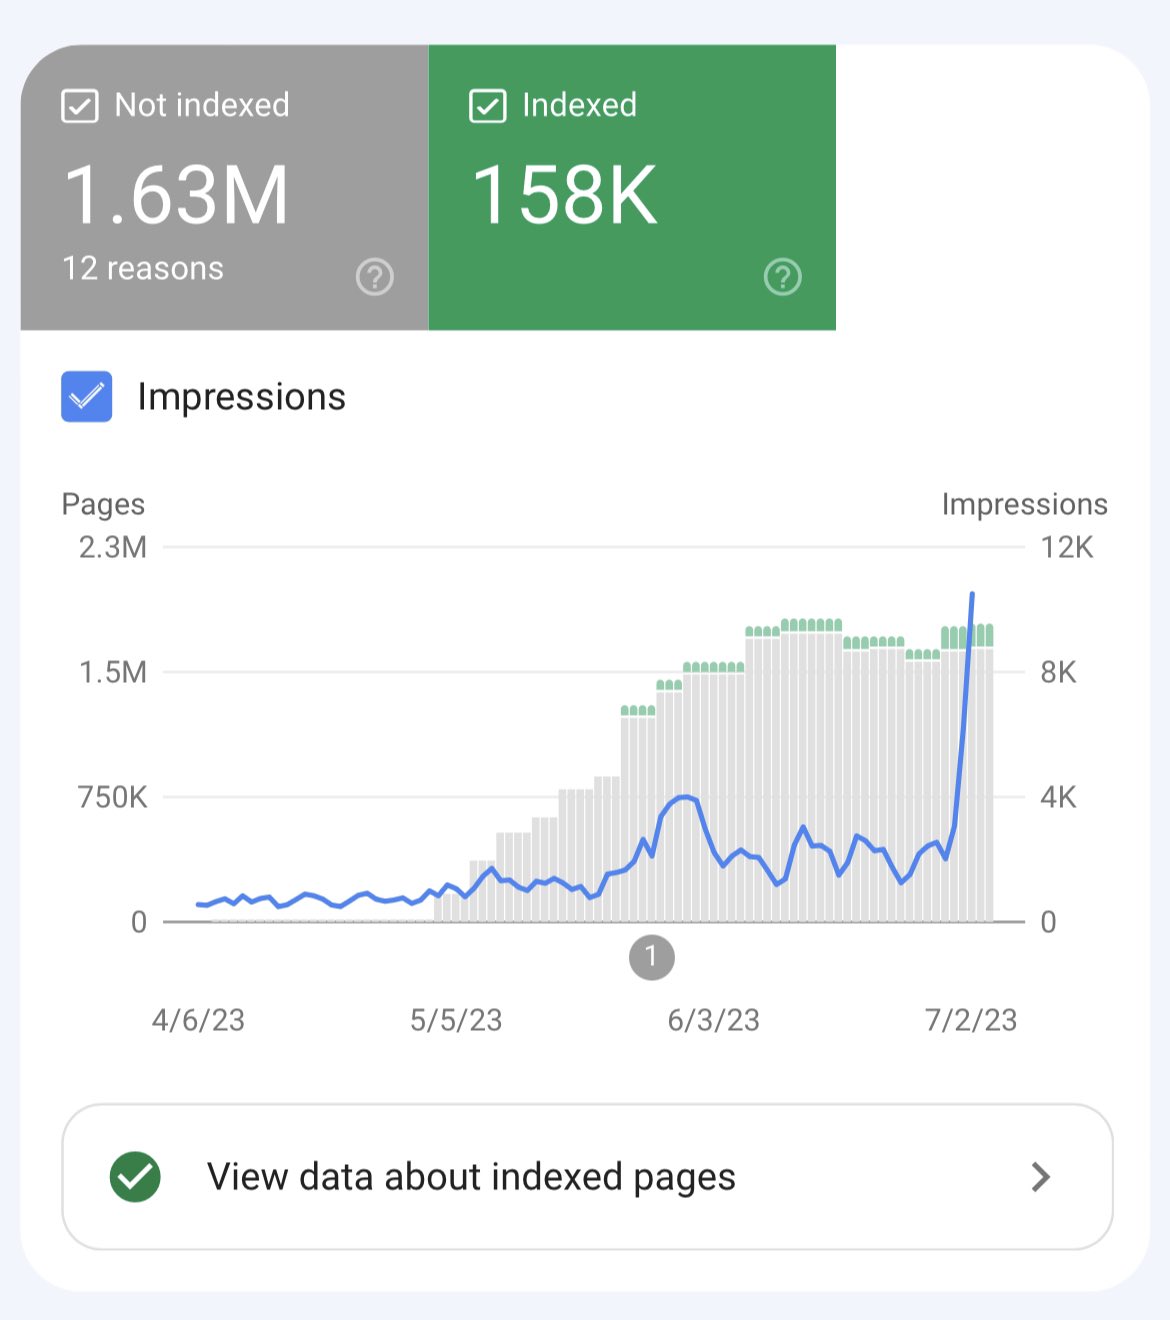 Not indexed
1.63M
12 reasons
?
Indexed
158K
?
Impressions
Pages
Impressions
2.3M
12K
1.5M
8K
750K
4K
0
0
1
4/6/23 5/5/23 6/3/23 7/2/23
View data about indexed pages